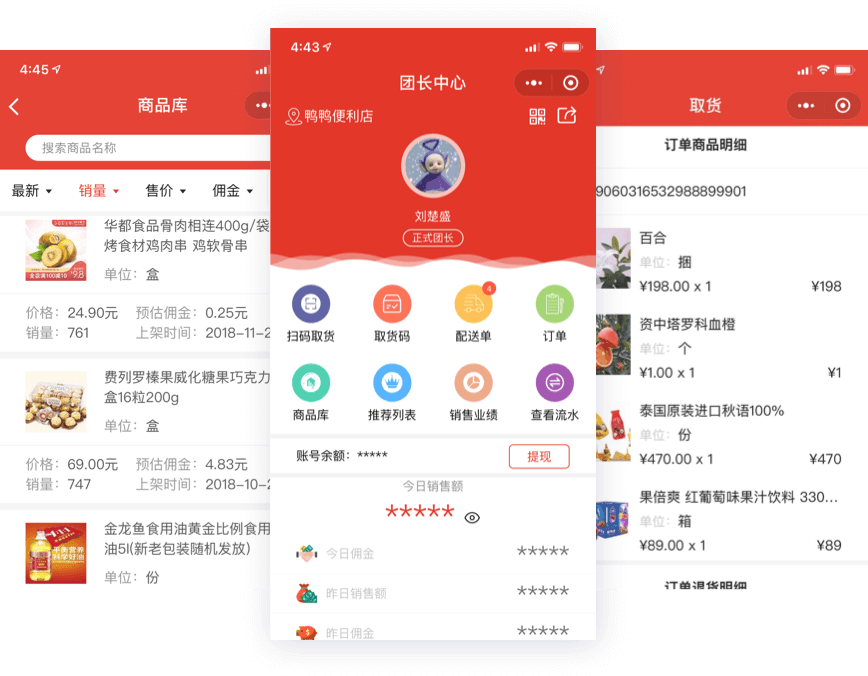 4:45
商品库
搜索商品名称
最新 销量 售价 佣金
华都食品骨肉相连400g/袋
烤食材鸡肉串 鸡软骨串
单位: 盒
价格: 24.90元 预估佣金: 0.25元
销量: 761 上架时间: 2018-11-2
费列罗榛果威化糖果巧克力
盒16粒200g
单位: 盒
价格: 69.00元 预估佣金: 4.83元
销量: 747 上架时间: 2018-10-2
金龙鱼食用油黄金比例食用
油5l(新老包装随机发放)
单位: 份
4:43
团长中心
鸭鸭便利店
刘楚盛
正式团长
扫码取货 取货码 配送单 订单
4
商品库 推荐列表 销售业绩 查看流水
账号余额: *****
提现
今日销售额
*****
今日佣金 *****
昨日销售额 *****
昨日佣金 *****
取货
订单商品明细
9060316532988899901
百合
单位: 捆
¥198.00 x 1 ¥198
资中塔罗科血橙
单位: 个
¥1.00 x 1 ¥1
泰国原装进口秋语100%
单位: 份
¥470.00 x 1 ¥470
果倍爽 红葡萄味果汁饮料 330...
单位: 箱
¥89.00 x 1 ¥89
订单退货明细